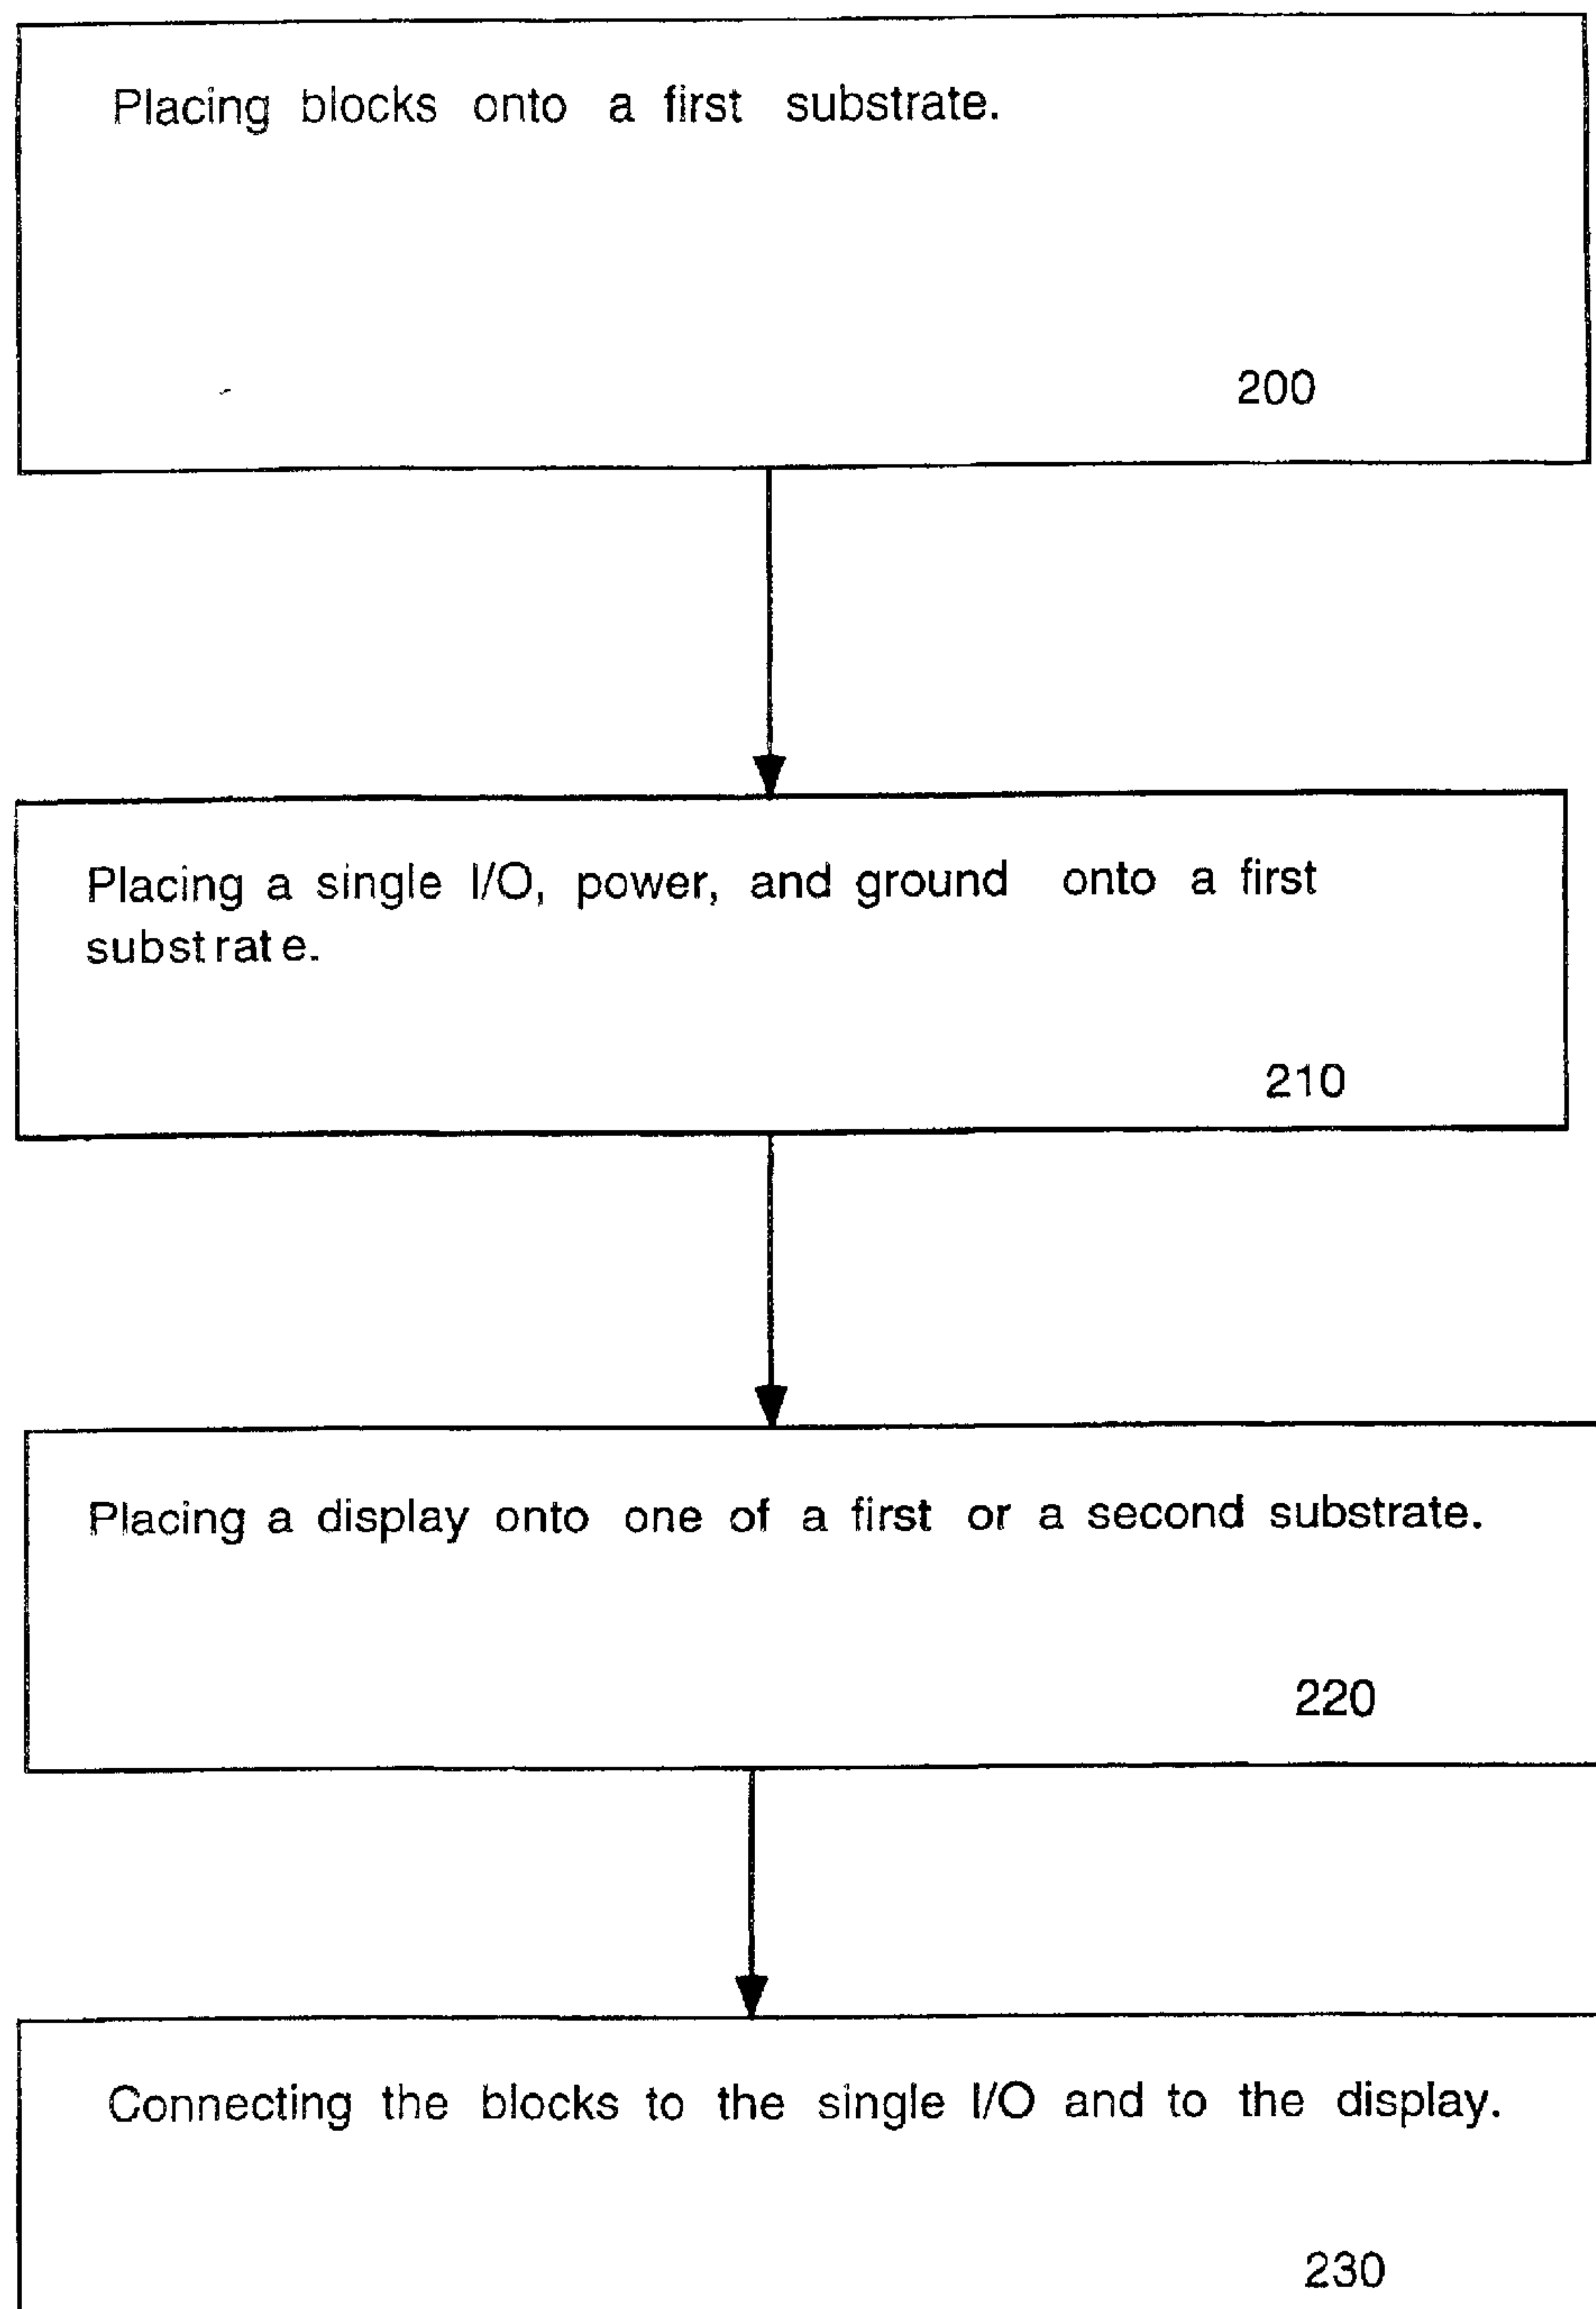 Placing blocks onto a first substrate.
200
Placing a single I/O, power, and ground onto a first
substrate.
210
Placing a display onto one of a first or a second substrate.
220
Connecting the blocks to the single I/O and to the display.
230